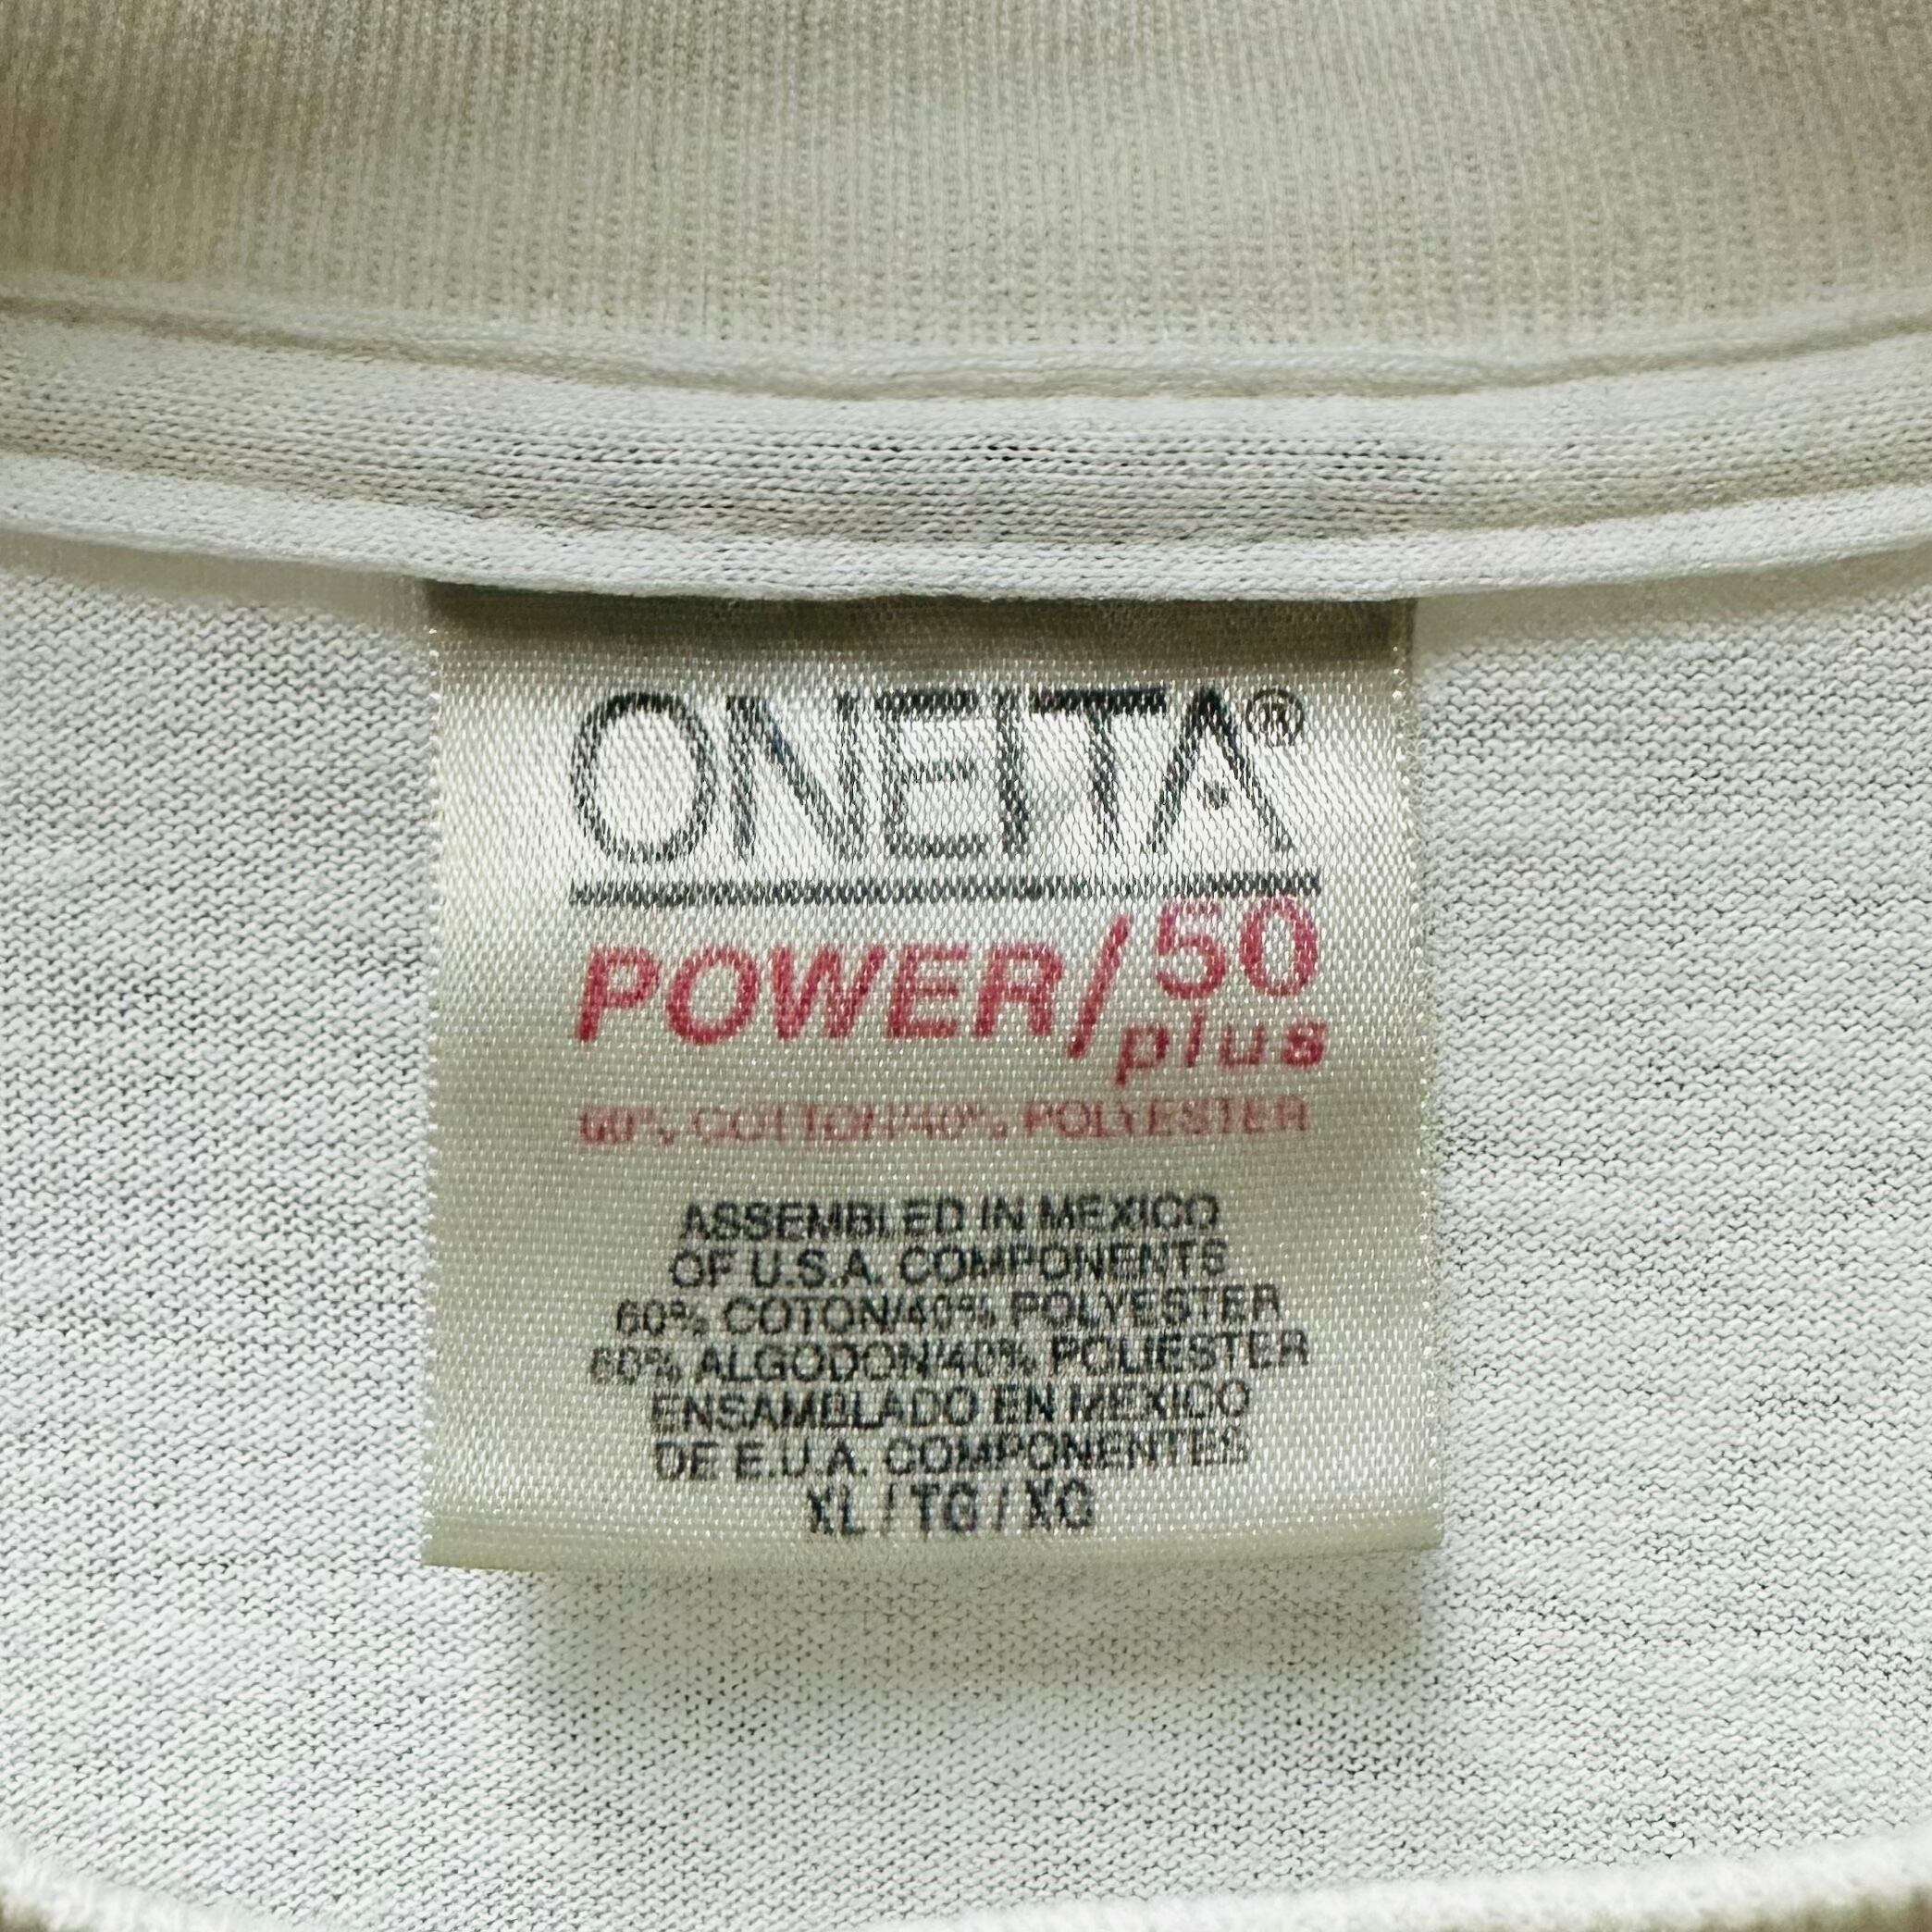 ONEITA®
POWER/50 plus
60% COTTON/40% POLYESTER
ASSEMBLED IN MEXICO
OF U.S.A. COMPONENTS
60% COTON/40% POLYESTER
60% ALGODON/40% POLIESTER
ENSAMBLADO EN MEXICO
DE E.U.A. COMPONENTES
XL / TG / XG